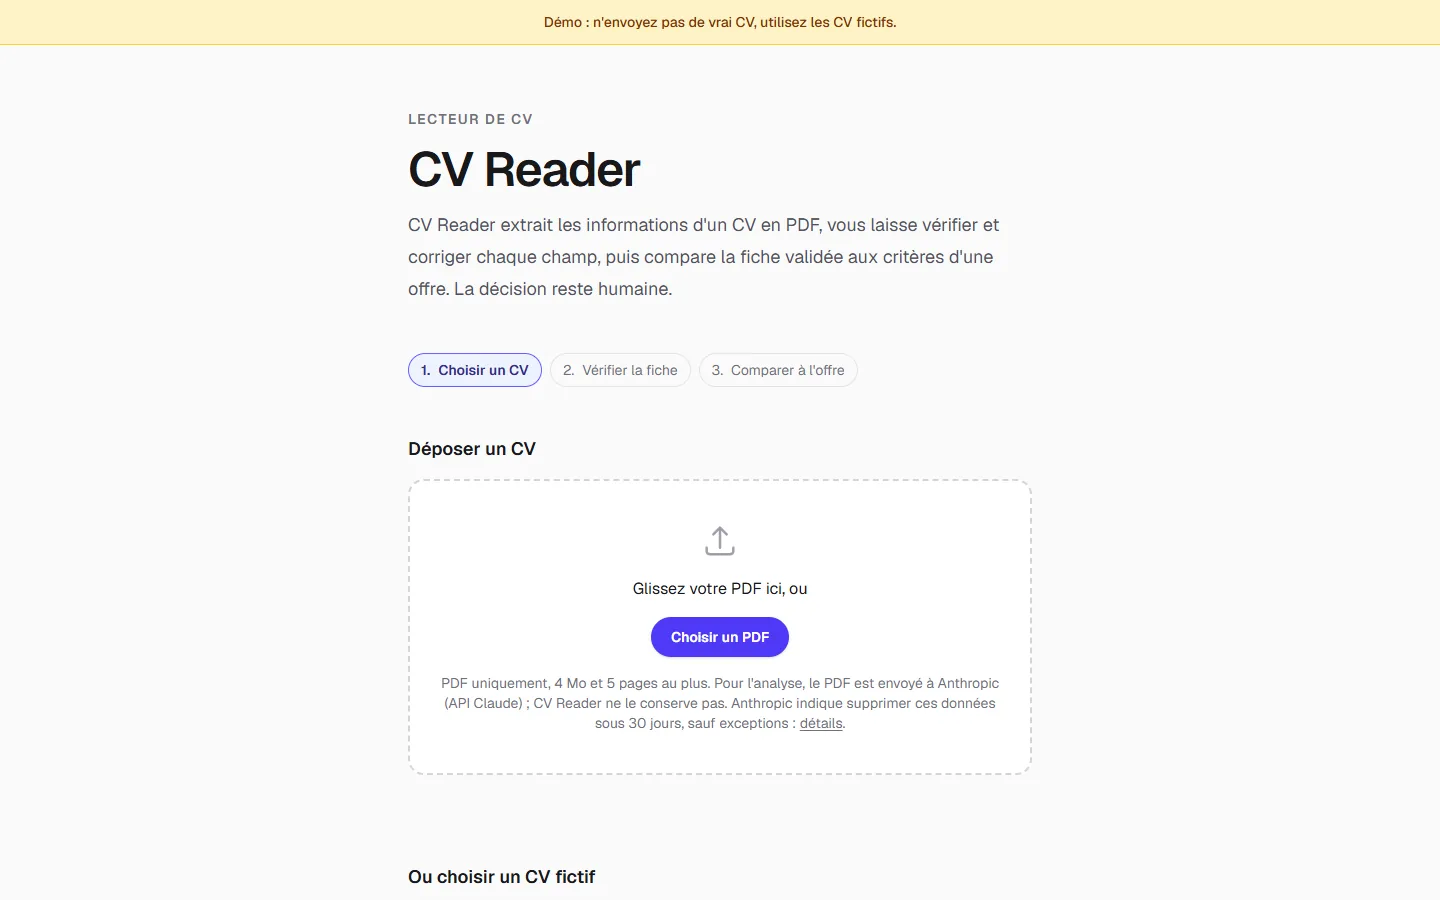 Démo : n'envoyez pas de vrai CV, utilisez les CV fictifs.
LECTEUR DE CV
CV Reader
CV Reader extrait les informations d'un CV en PDF, vous laisse vérifier et
corriger chaque champ, puis compare la fiche validée aux critères d'une
offre. La décision reste humaine.
1. Choisir un CV
2. Vérifier la fiche
3. Comparer à l'offre
Déposer un CV
Glissez votre PDF ici, ou
Choisir un PDF
PDF uniquement, 4 Mo et 5 pages au plus. Pour l'analyse, le PDF est envoyé à Anthropic
(API Claude) ; CV Reader ne le conserve pas. Anthropic indique supprimer ces données
sous 30 jours, sauf exceptions : détails.
Ou choisir un CV fictif